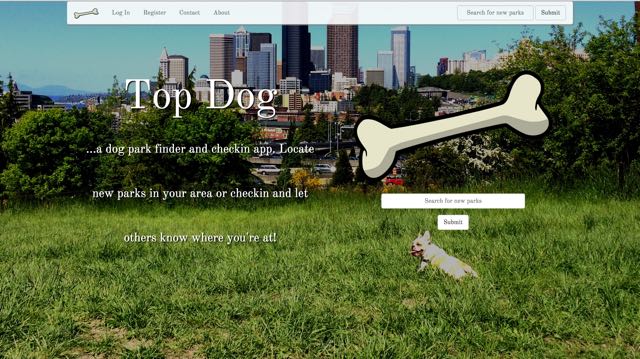 Log In Register Contact About Search for new parks Submit
Top Dog
...a dog park finder and checkin app. Locate
new parks in your area or checkin and let
others know where you're at!
Search for new parks
Submit